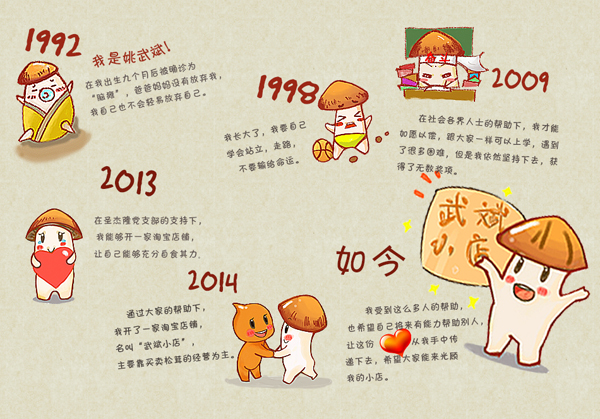 1992
我是姚武斌!
在我出生九个月后被确诊为
“脑瘫”,爸爸妈妈没有放弃我,
我自己也不会轻易放弃自己。
1998
我长大了,我要自己
学会站立,走路,
不要输给命运。
奋斗
2009
在社会各界人士的帮助下,我才能
如愿以偿,跟大家一样可以上学,遇到
了很多困难,但是我依然坚持下去,获
得了无数奖项。
2013
在圣杰隆党支部的支持下,
我能够开一家淘宝店铺,
让自己能够充分自食其力.
2014
通过大家的帮助下,
我开了一家淘宝店铺,
名叫“武斌小店”,
主要靠买卖松茸的经营为主。
如今
武斌
小店
我受到这么多人的帮助,
也希望自己将来有能力帮助别人,
让这份 从我手中传
递下去,希望大家能来光顾
我的小店。